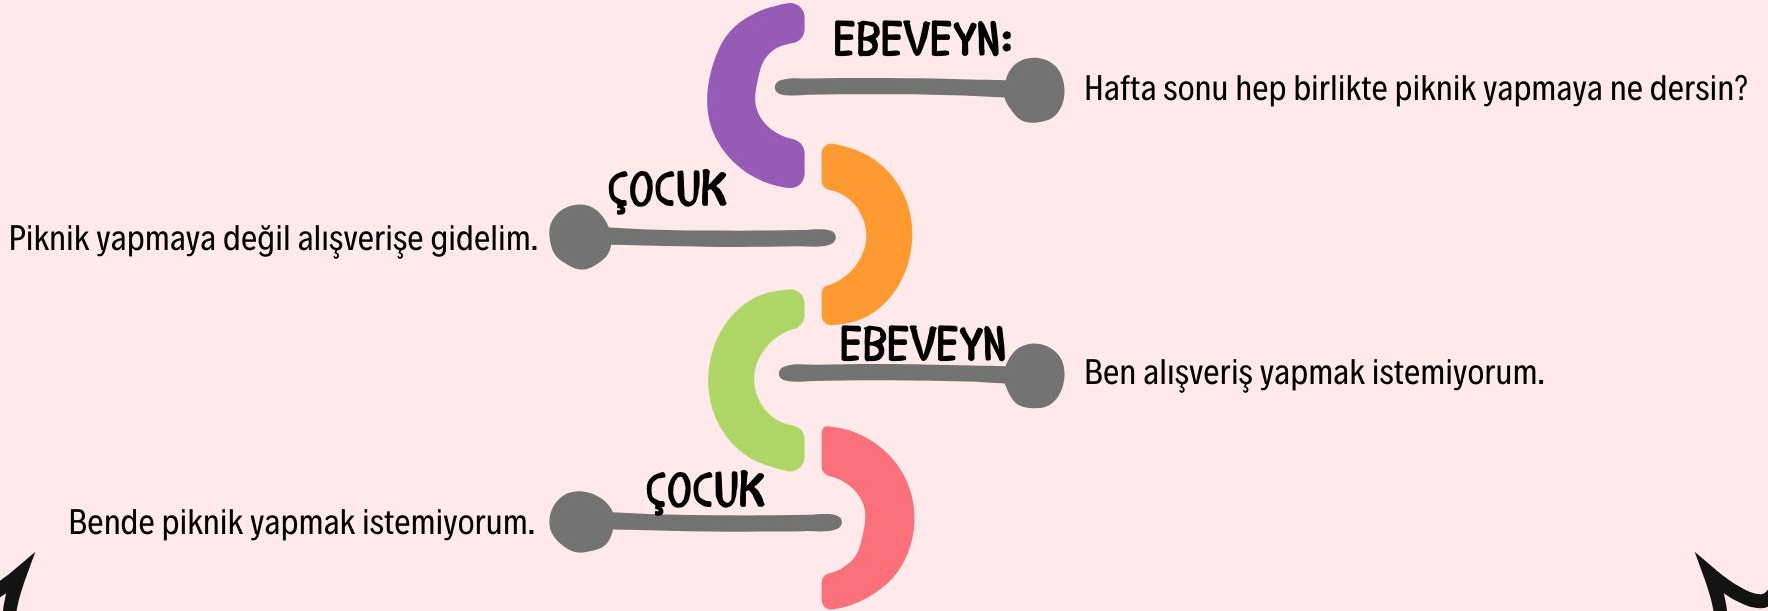 EBEVEYN:
Hafta sonu hep birlikte piknik yapmaya ne dersin?
ÇOCUK
Piknik yapmaya değil alışverişe gidelim.
EBEVEYN
Ben alışveriş yapmak istemiyorum.
ÇOCUK
Bende piknik yapmak istemiyorum.